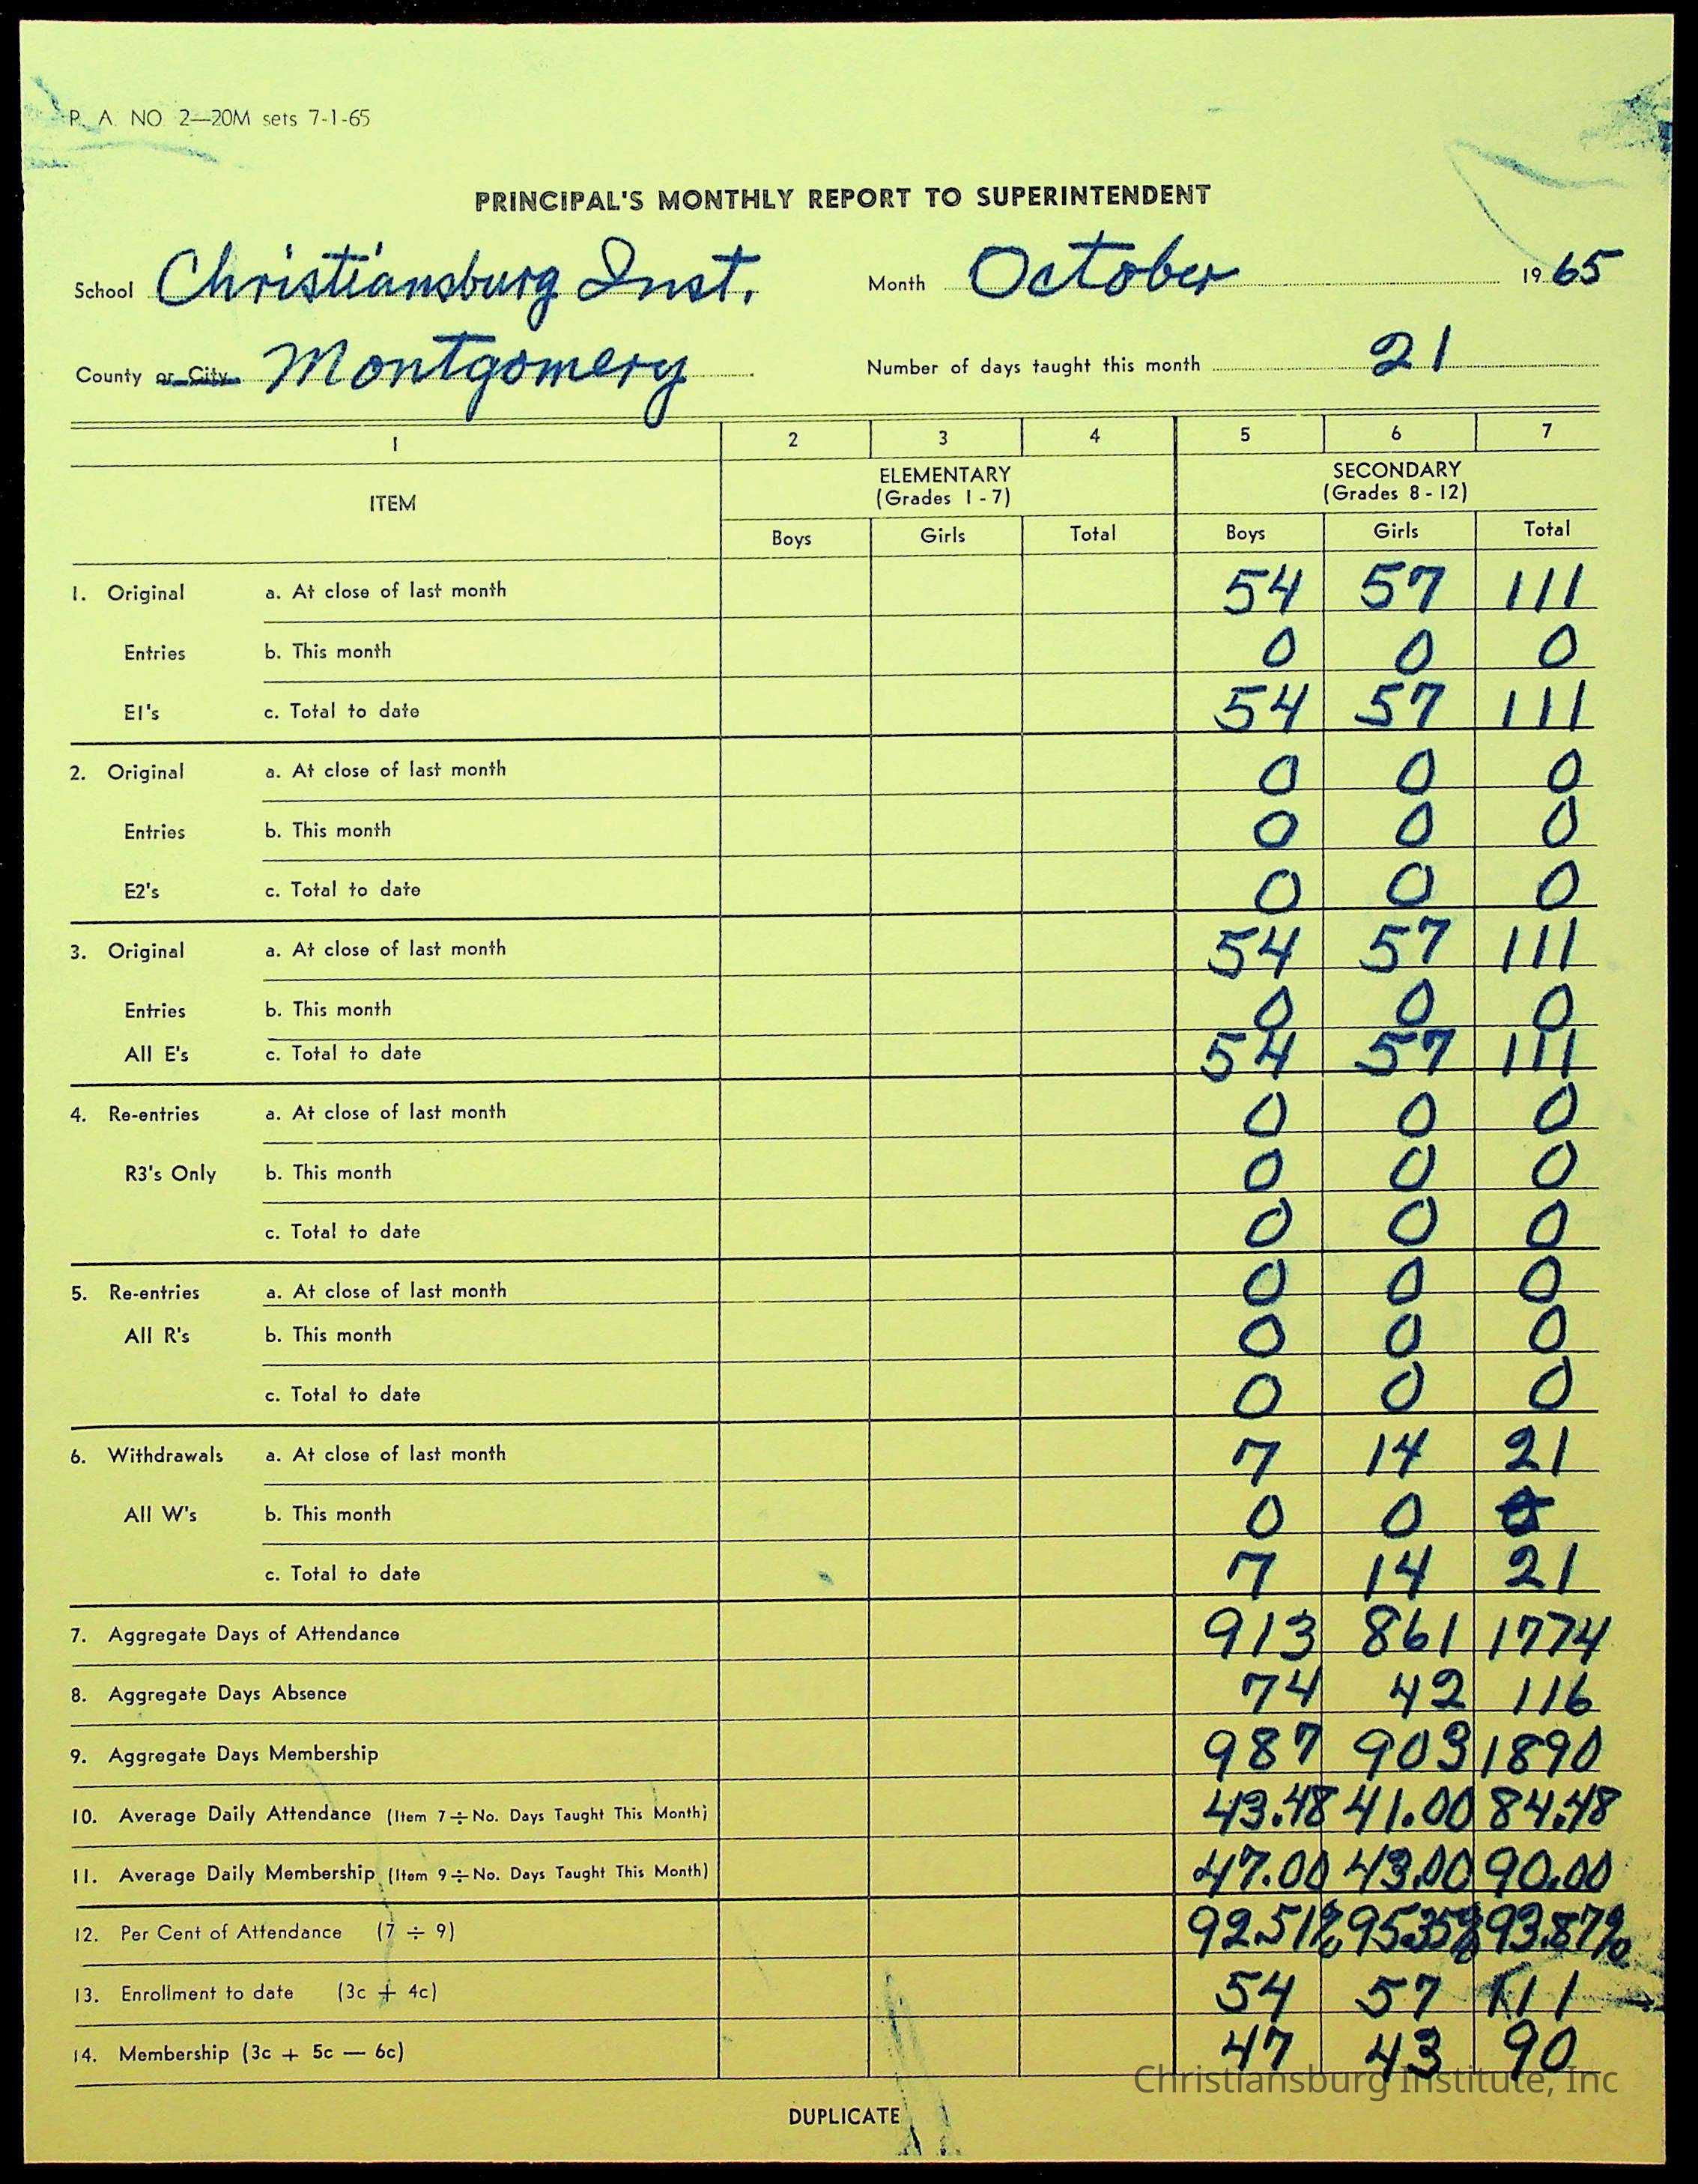 P. A. NO. 2—20M sets 7-1-65
PRINCIPAL'S MONTHLY REPORT TO SUPERINTENDENT
School Christiansburg Inst. Month October 1965
County or City Montgomery Number of days taught this month 21
1 2 3 4 5 6 7
ITEM ELEMENTARY (Grades 1 - 7) SECONDARY (Grades 8 - 12)
Boys Girls Total Boys Girls Total
1. Original a. At close of last month 54 57 111
Entries b. This month 0 0 0
E1's c. Total to date 54 57 111
2. Original a. At close of last month 0 0 0
Entries b. This month 0 0 0
E2's c. Total to date 0 0 0
3. Original a. At close of last month 54 57 111
Entries b. This month 0 0 0
All E's c. Total to date 54 57 111
4. Re-entries a. At close of last month 0 0 0
R3's Only b. This month 0 0 0
c. Total to date 0 0 0
5. Re-entries a. At close of last month 0 0 0
All R's b. This month 0 0 0
c. Total to date 0 0 0
6. Withdrawals a. At close of last month 7 14 21
All W's b. This month 0 0 0
c. Total to date 7 14 21
7. Aggregate Days of Attendance 913 861 1774
8. Aggregate Days Absence 74 42 116
9. Aggregate Days Membership 987 903 1890
10. Average Daily Attendance (Item 7 ÷ No. Days Taught This Month) 43.48 41.00 84.48
11. Average Daily Membership (Item 9 ÷ No. Days Taught This Month) 47.00 43.00 90.00
12. Per Cent of Attendance (7 ÷ 9) 92.51% 95.35% 93.87%
13. Enrollment to date (3c + 4c) 54 57 111
14. Membership (3c + 5c — 6c) 47 43 90
Christiansburg Institute, Inc
DUPLICATE